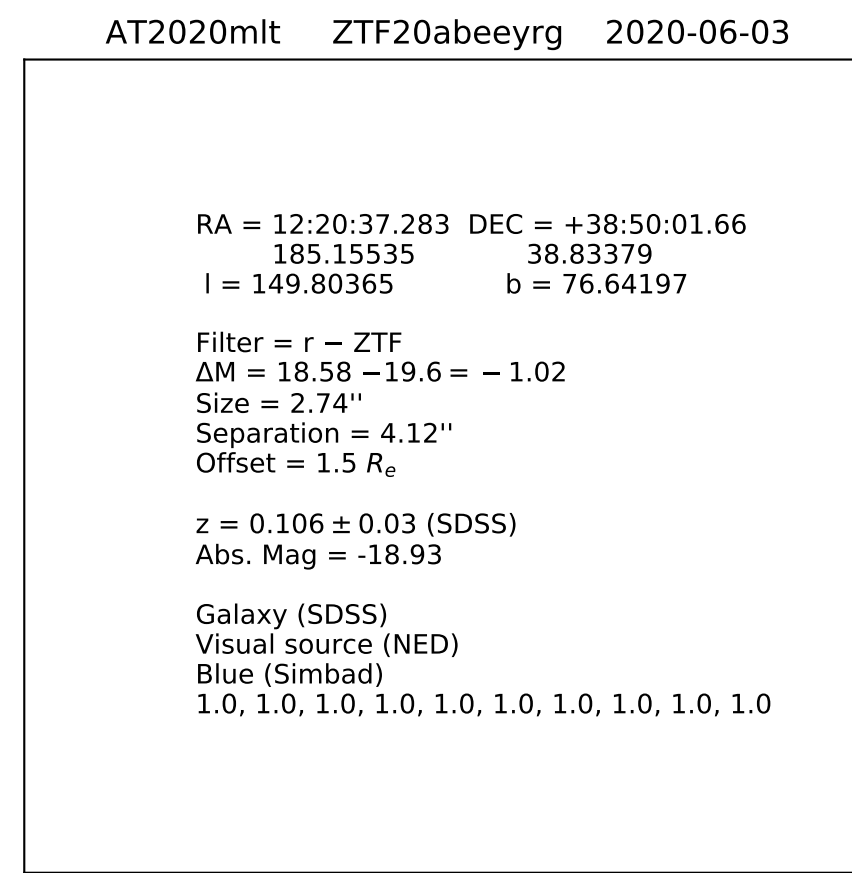 AT2020mlt ZTF20abeeyrg 2020-06-03
RA = 12:20:37.283 DEC = +38:50:01.66
185.15535 38.83379
l = 149.80365 b = 76.64197
Filter = r − ZTF
ΔM = 18.58 −19.6 = − 1.02
Size = 2.74''
Separation = 4.12''
Offset = 1.5 Re
z = 0.106 ± 0.03 (SDSS)
Abs. Mag = -18.93
Galaxy (SDSS)
Visual source (NED)
Blue (Simbad)
1.0, 1.0, 1.0, 1.0, 1.0, 1.0, 1.0, 1.0, 1.0, 1.0